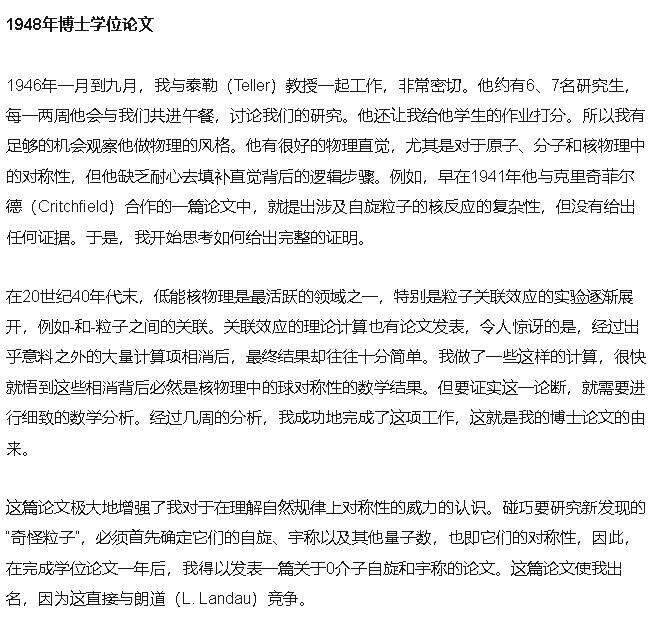 1948年博士学位论文
1946年一月到九月，我与泰勒（Teller）教授一起工作，非常密切。他约有6、7名研究生，
每一两周他会与我们共进午餐，讨论我们的研究。他还让我给他学生的作业打分。所以我有
足够的机会观察他做物理的风格。他有很好的物理直觉，尤其是对于原子、分子和核物理中
的对称性，但他缺乏耐心去填补直觉背后的逻辑步骤。例如，早在1941年他与克里奇菲尔
德（Critchfield）合作的一篇论文中，就提出涉及自旋粒子的核反应的复杂性，但没有给出
任何证据。于是，我开始思考如何给出完整的证明。
在20世纪40年代末，低能核物理是最活跃的领域之一，特别是粒子关联效应的实验逐渐展
开，例如-和-粒子之间的关联。关联效应的理论计算也有论文发表，令人惊讶的是，经过出
乎意料之外的大量计算项相消后，最终结果却往往十分简单。我做了一些这样的计算，很快
就悟到这些相消背后必然是核物理中的球对称性的数学结果。但要证实这一论断，就需要进
行细致的数学分析。经过几周的分析，我成功地完成了这项工作，这就是我的博士论文的由
来。
这篇论文极大地增强了我对于在理解自然规律上对称性的威力的认识。碰巧要研究新发现的
“奇怪粒子”，必须首先确定它们的自旋、宇称以及其他量子数，也即它们的对称性，因此，
在完成学位论文一年后，我得以发表一篇关于0介子自旋和宇称的论文。这篇论文使我出
名，因为这直接与朗道（L. Landau）竞争。